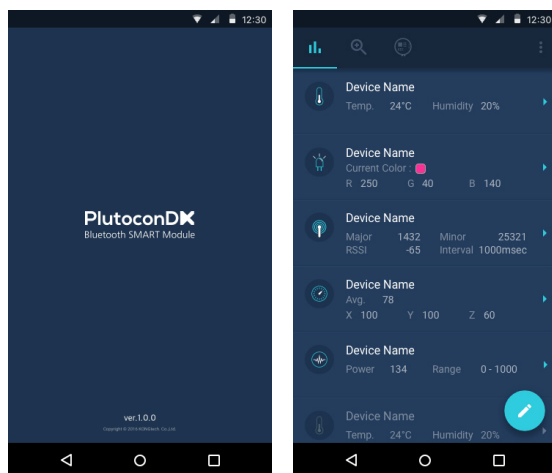 12:30
PlutoconDX
Bluetooth SMART Module
ver.1.0.0
12:30
Device Name
Temp. 24°C Humidity 20%
Device Name
Current Color :
R 250 G 40 B 140
Device Name
Major 1432 Minor 25321
RSSI -65 Interval 1000msec
Device Name
Avg. 78
X 100 Y 100 Z 60
Device Name
Power 134 Range 0 - 1000
Device Name
Temp. 24°C Humidity 20%